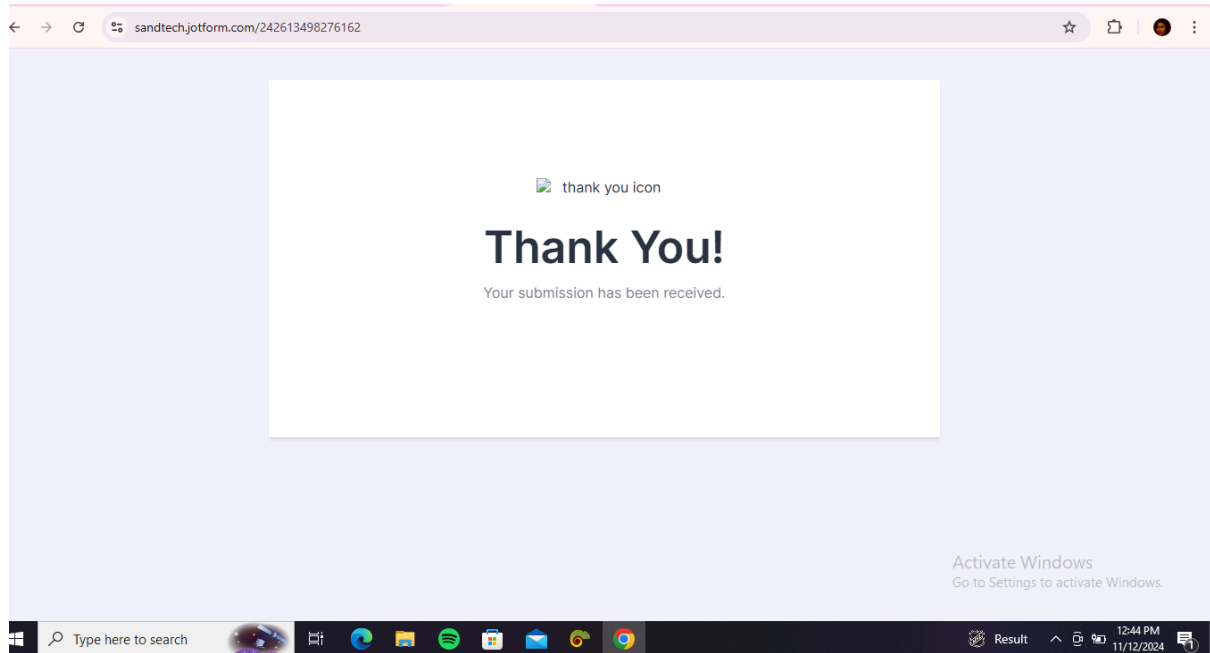 sandtech.jotform.com/242613498276162
thank you icon
Thank You!
Your submission has been received.
Activate Windows
Go to Settings to activate Windows.
Type here to search
Result
12:44 PM
11/12/2024
1